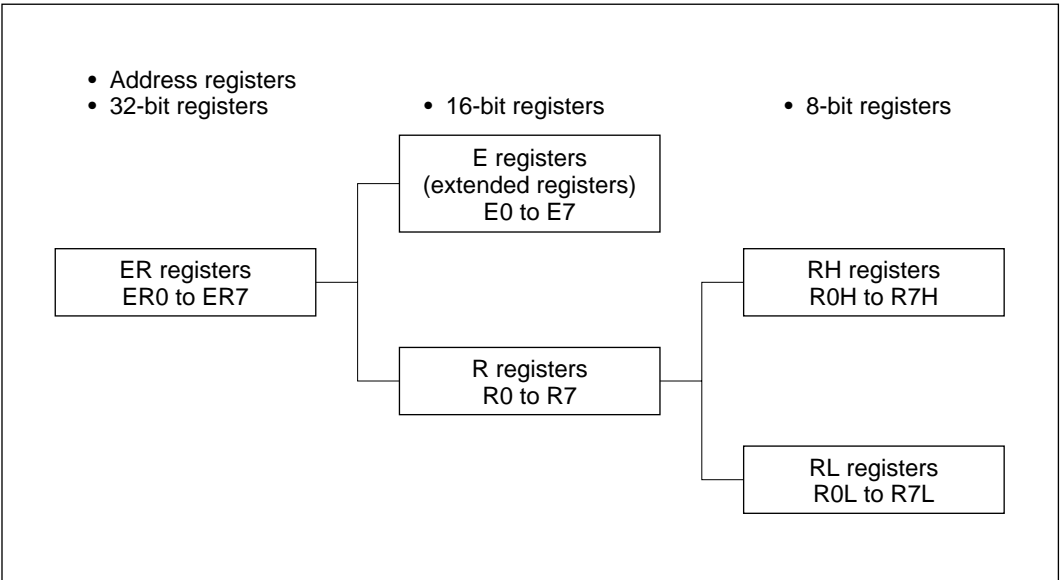 • Address registers
• 32-bit registers
• 16-bit registers
• 8-bit registers
E registers
(extended registers)
E0 to E7
ER registers
ER0 to ER7
RH registers
R0H to R7H
R registers
R0 to R7
RL registers
R0L to R7L